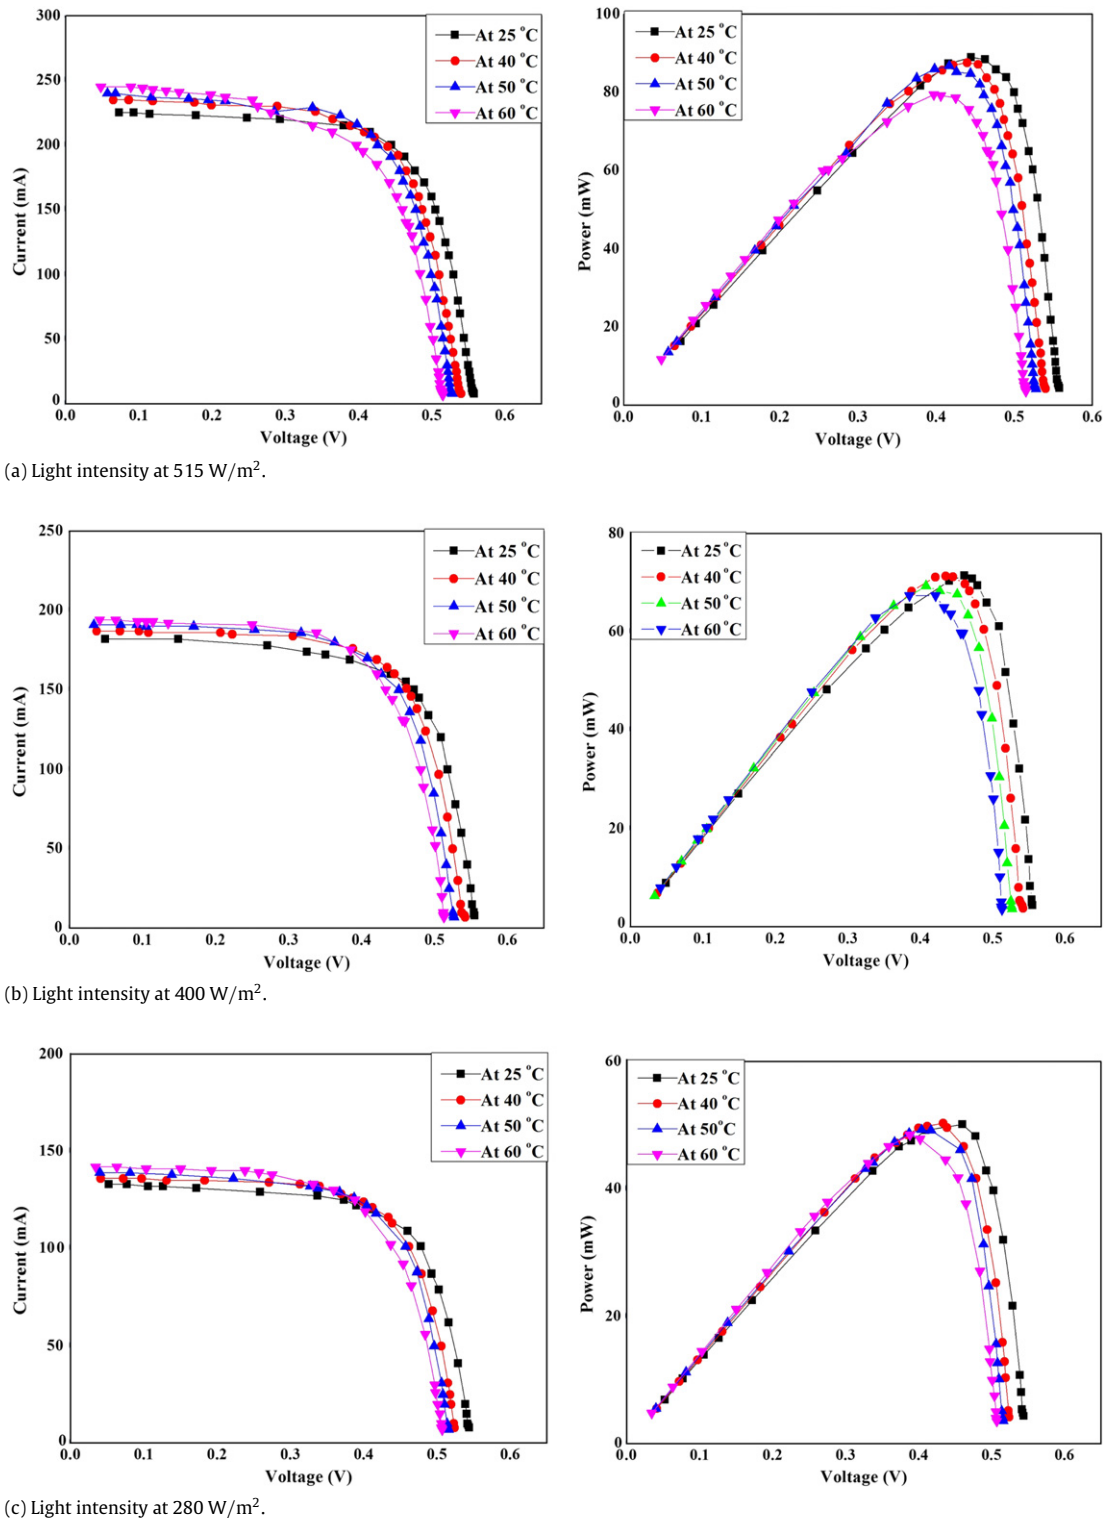 300
250
200
150
100
50
0
0.0 0.1 0.2 0.3 0.4 0.5 0.6
Current (mA)
Voltage (V)
At 25 °C
At 40 °C
At 50 °C
At 60 °C
100
80
60
40
20
0
0.0 0.1 0.2 0.3 0.4 0.5 0.6
Power (mW)
Voltage (V)
At 25 °C
At 40 °C
At 50 °C
At 60 °C
(a) Light intensity at 515 W/m².
250
200
150
100
50
0
0.0 0.1 0.2 0.3 0.4 0.5 0.6
Current (mA)
Voltage (V)
At 25 °C
At 40 °C
At 50 °C
At 60 °C
80
60
40
20
0
0.0 0.1 0.2 0.3 0.4 0.5 0.6
Power (mW)
Voltage (V)
At 25 °C
At 40 °C
At 50 °C
At 60 °C
(b) Light intensity at 400 W/m².
200
150
100
50
0
0.0 0.1 0.2 0.3 0.4 0.5 0.6
Current (mA)
Voltage (V)
At 25 °C
At 40 °C
At 50 °C
At 60 °C
60
40
20
0
0.0 0.1 0.2 0.3 0.4 0.5 0.6
Power (mW)
Voltage (V)
At 25 °C
At 40 °C
At 50°C
At 60 °C
(c) Light intensity at 280 W/m².